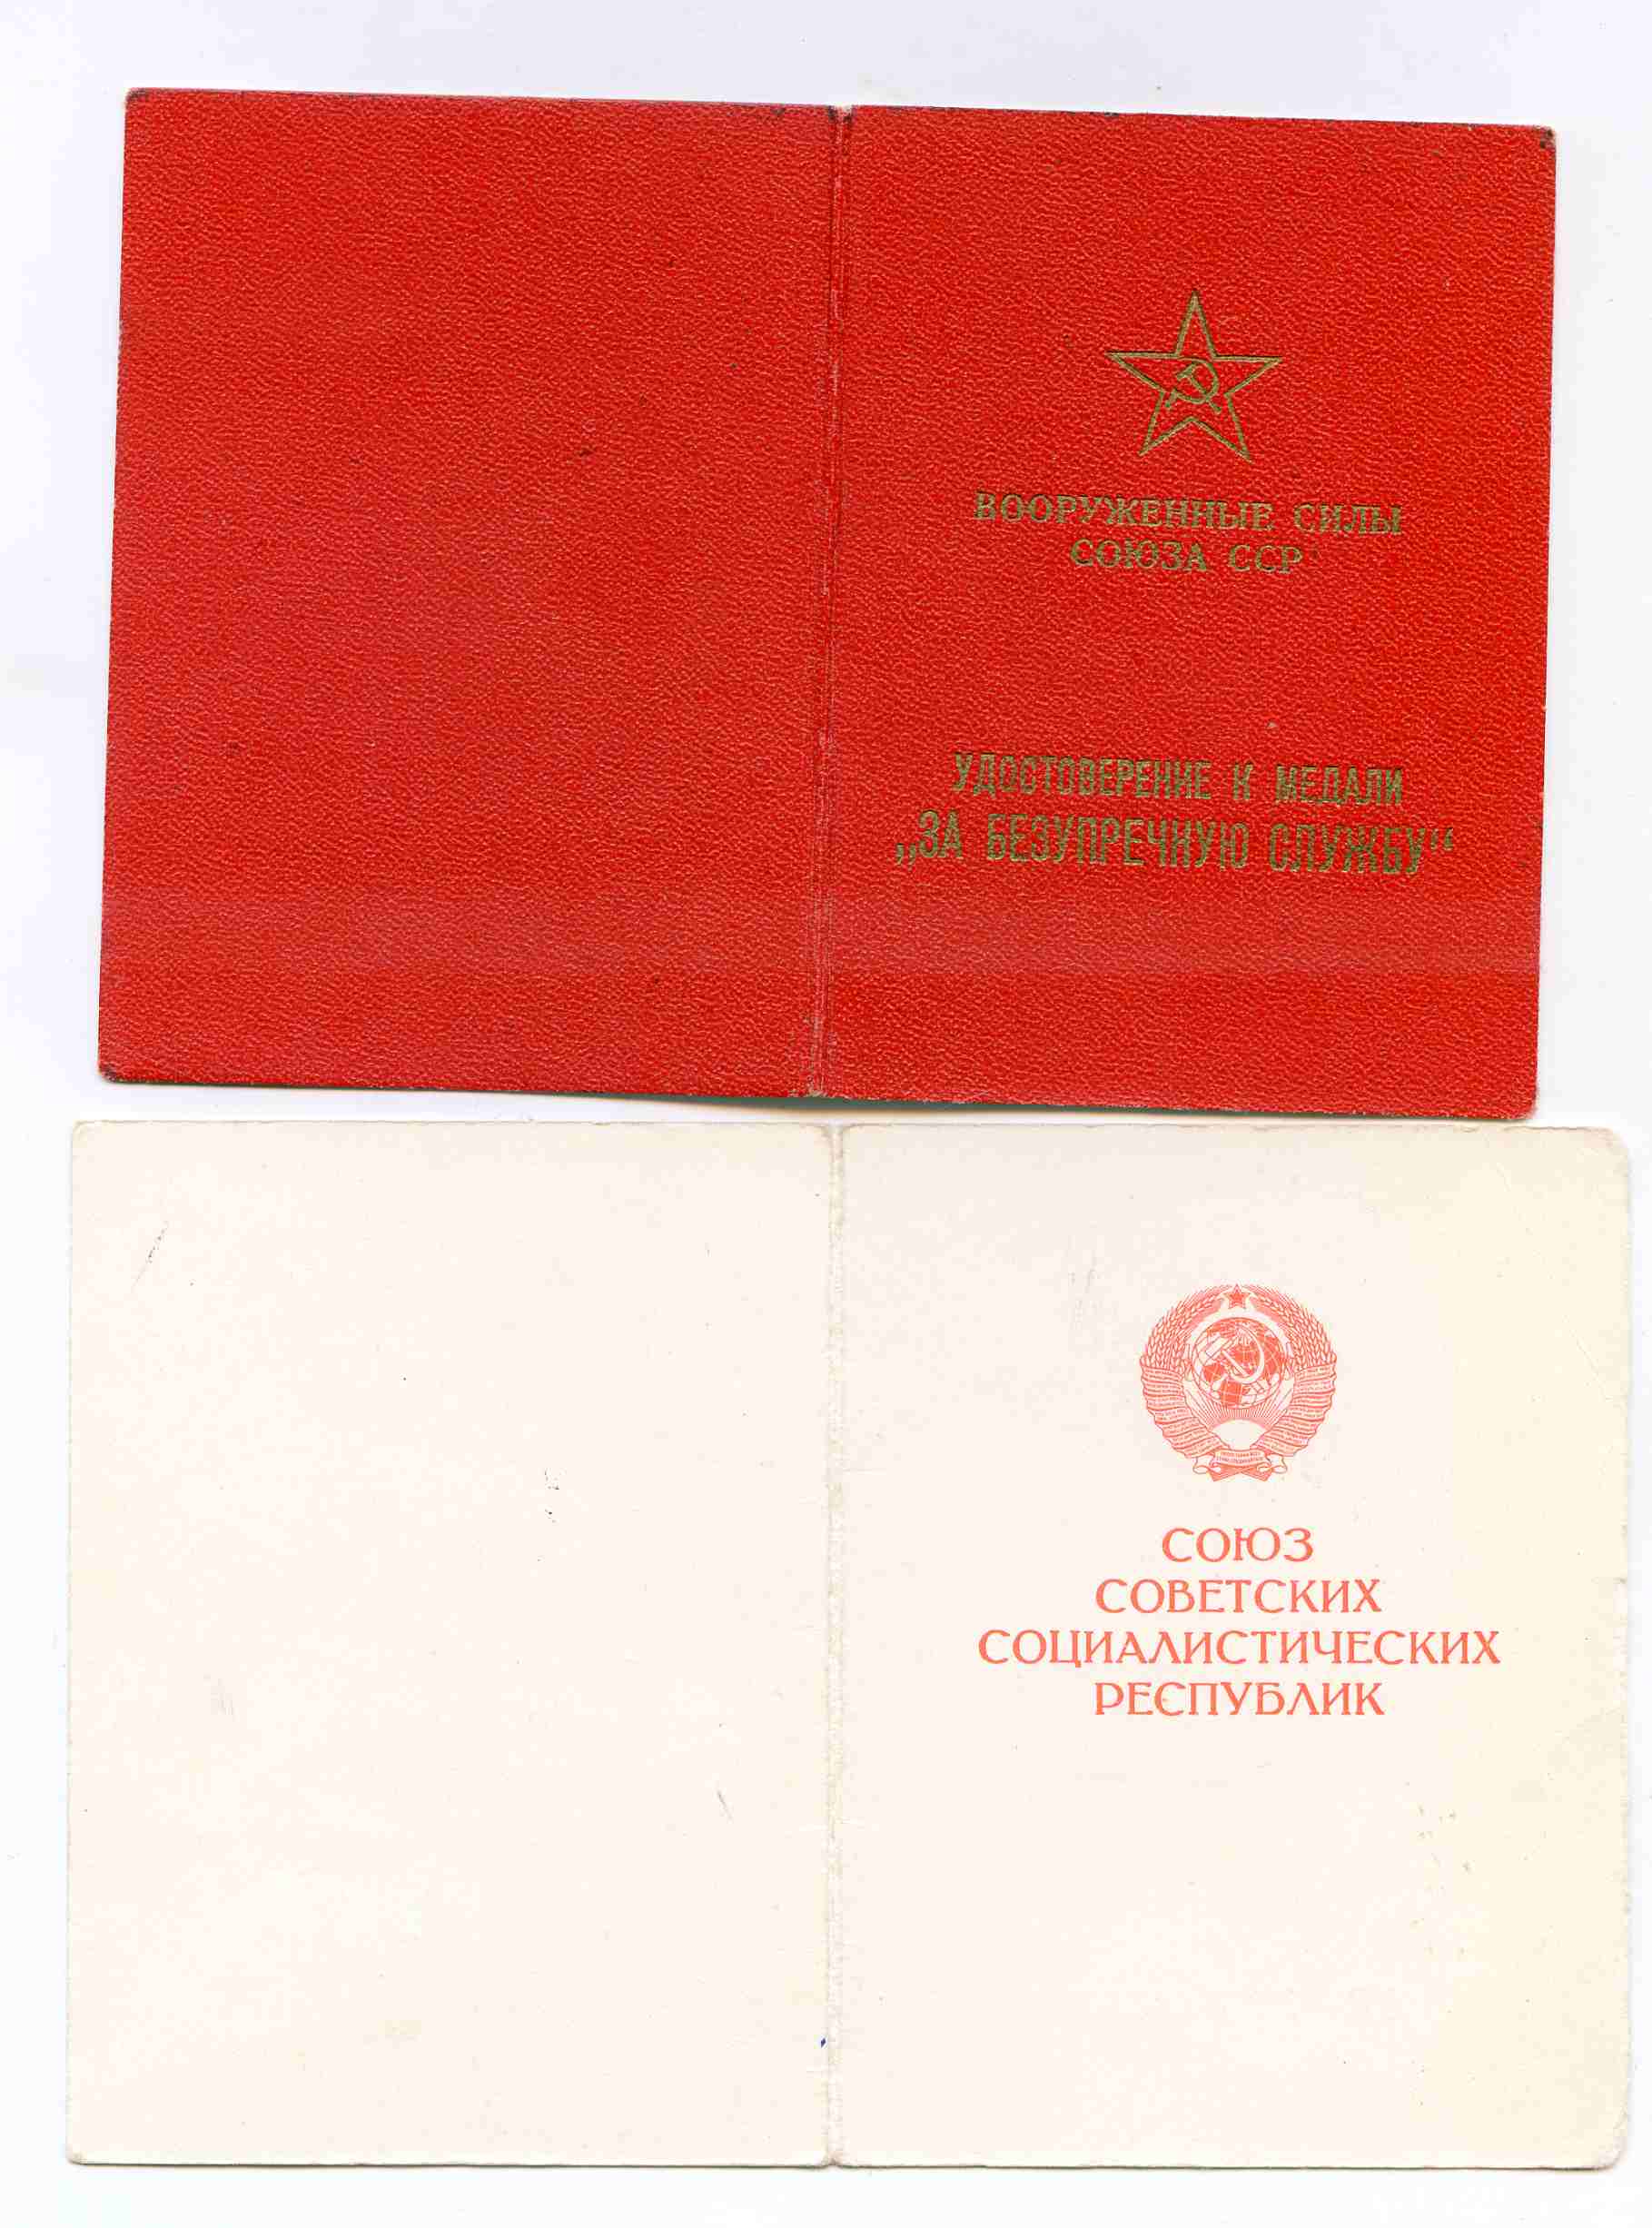 ВООРУЖЕННЫЕ СИЛЫ
СОЮЗА ССР
УДОСТОВЕРЕНИЕ К МЕДАЛИ
„ЗА БЕЗУПРЕЧНУЮ СЛУЖБУ“
СОЮЗ
СОВЕТСКИХ
СОЦИАЛИСТИЧЕСКИХ
РЕСПУБЛИК